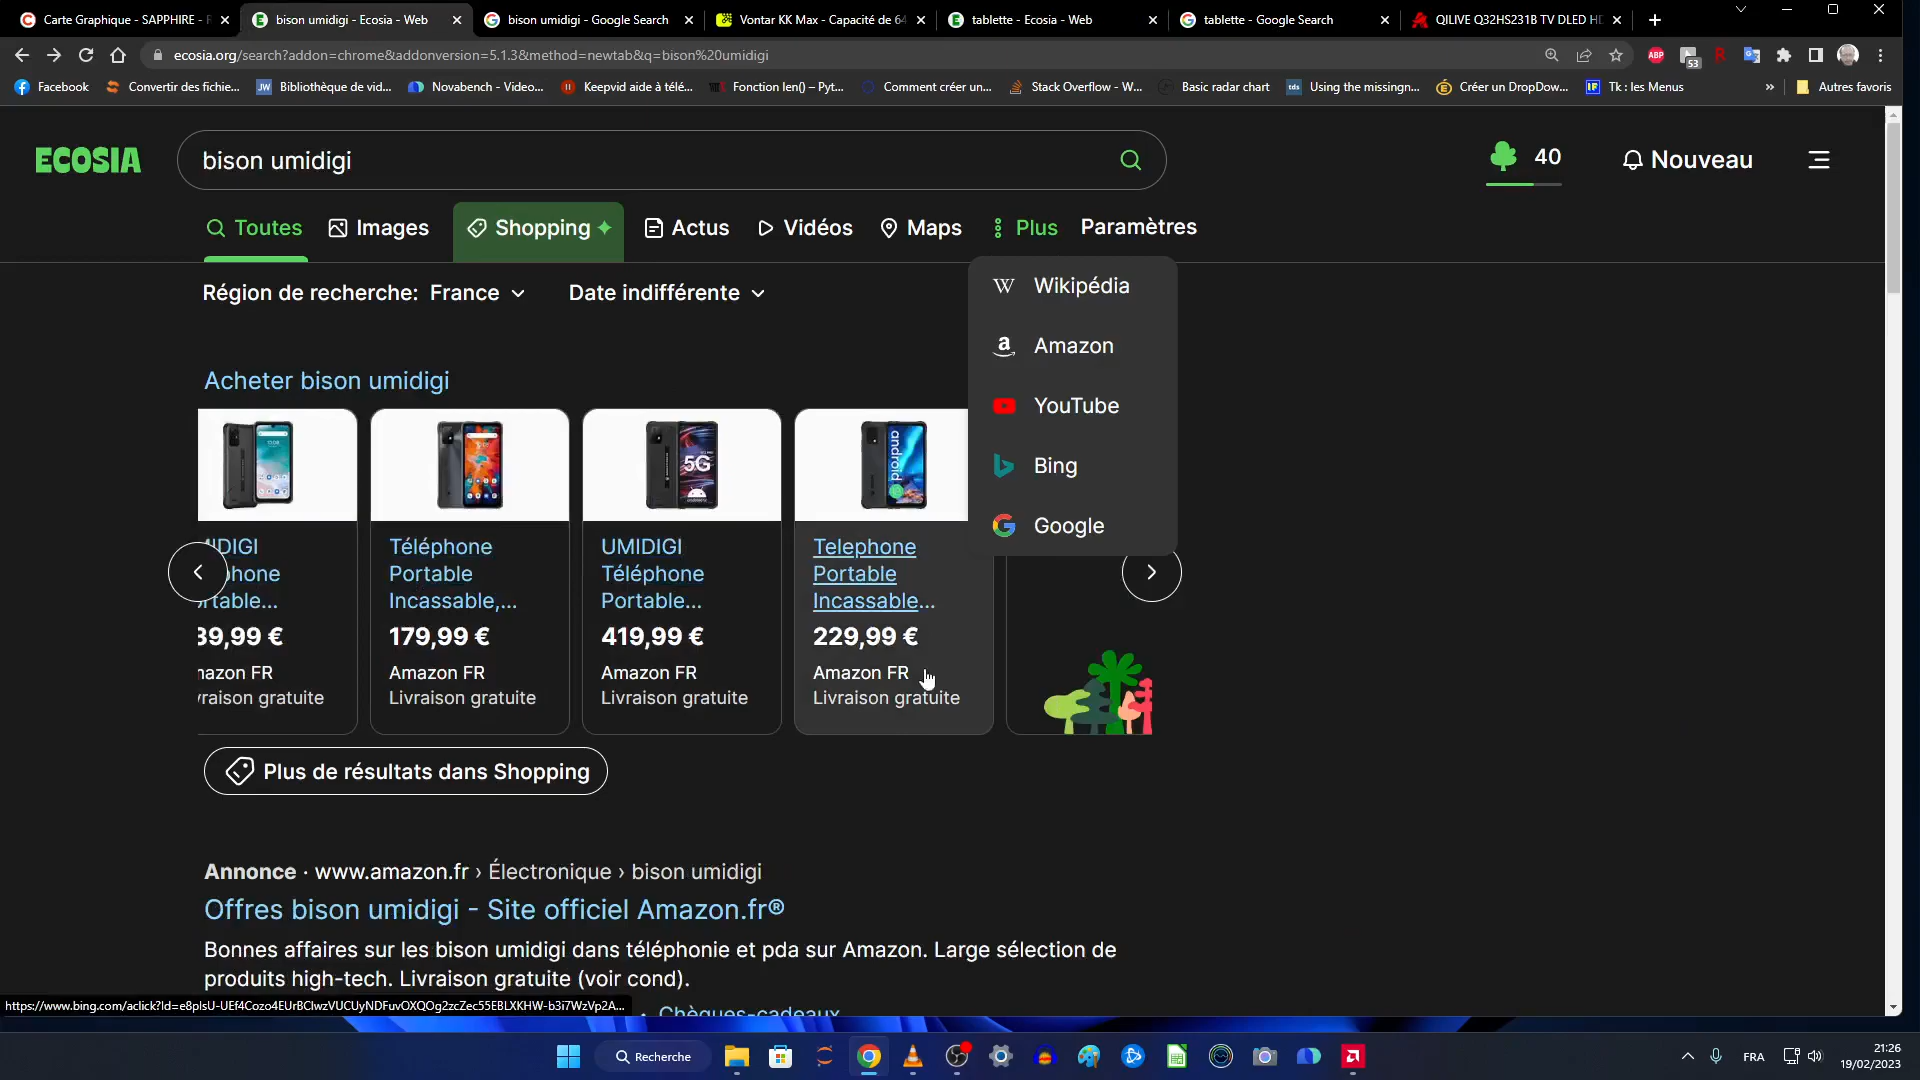 Carte Graphique - SAPPHIRE - R
bison umidigi - Ecosia - Web
bison umidigi - Google Search
Vontar KK Max - Capacité de 64
tablette - Ecosia - Web
tablette - Google Search
QILIVE Q32HS231B TV DLED HD
ecosia.org/search?addon=chrome&addonversion=5.1.3&method=newtab&q=bison%20umidigi
ABP
53
Facebook
Convertir des fichie...
JW Bibliothèque de vid...
Novabench - Video...
Keepvid aide à télé...
Fonction len() – Pyt...
Comment créer un...
Stack Overflow - W...
Basic radar chart
tds Using the missingn...
Créer un DropDow...
Tk : les Menus
»
Autres favoris
ECOSIA
bison umidigi
40
Nouveau
Toutes
Images
Shopping
Actus
Vidéos
Maps
Plus
Paramètres
Région de recherche: France
Date indifférente
W Wikipédia
Amazon
YouTube
Bing
Google
Acheter bison umidigi
5G
android
Téléphone
Portable
Incassable,...
179,99 €
Amazon FR
Livraison gratuite
UMIDIGI
Téléphone
Portable...
419,99 €
Amazon FR
Livraison gratuite
Telephone
Portable
Incassable...
229,99 €
Amazon FR
Livraison gratuite
Plus de résultats dans Shopping
Annonce · www.amazon.fr › Électronique › bison umidigi
Offres bison umidigi - Site officiel Amazon.fr®
Bonnes affaires sur les bison umidigi dans téléphonie et pda sur Amazon. Large sélection de
produits high-tech. Livraison gratuite (voir cond).
Chèques-cadeaux
Recherche
FRA
21:26
19/02/2023